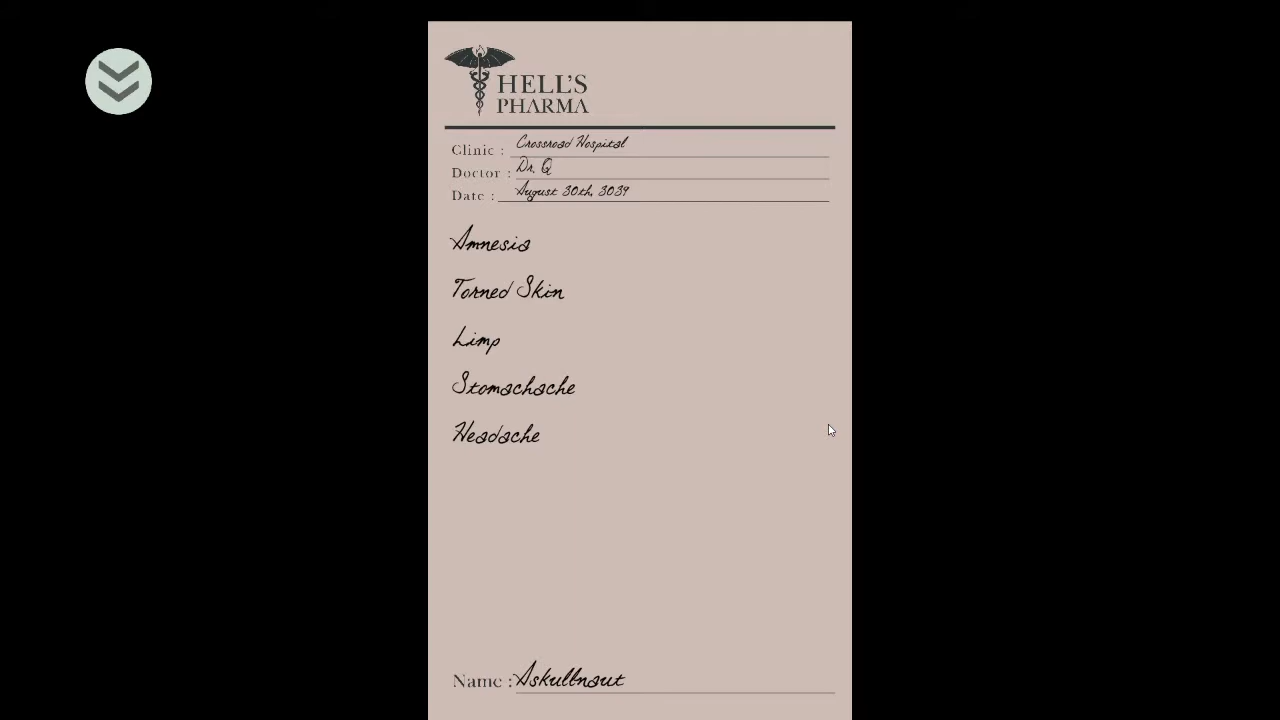 HELL'S
PHARMA
Clinic : Crossroad Hospital
Doctor : Dr. Q
Date : August 30th, 3039
Amnesia
Torned Skin
Limp
Stomachache
Headache
Name : Askullnaut